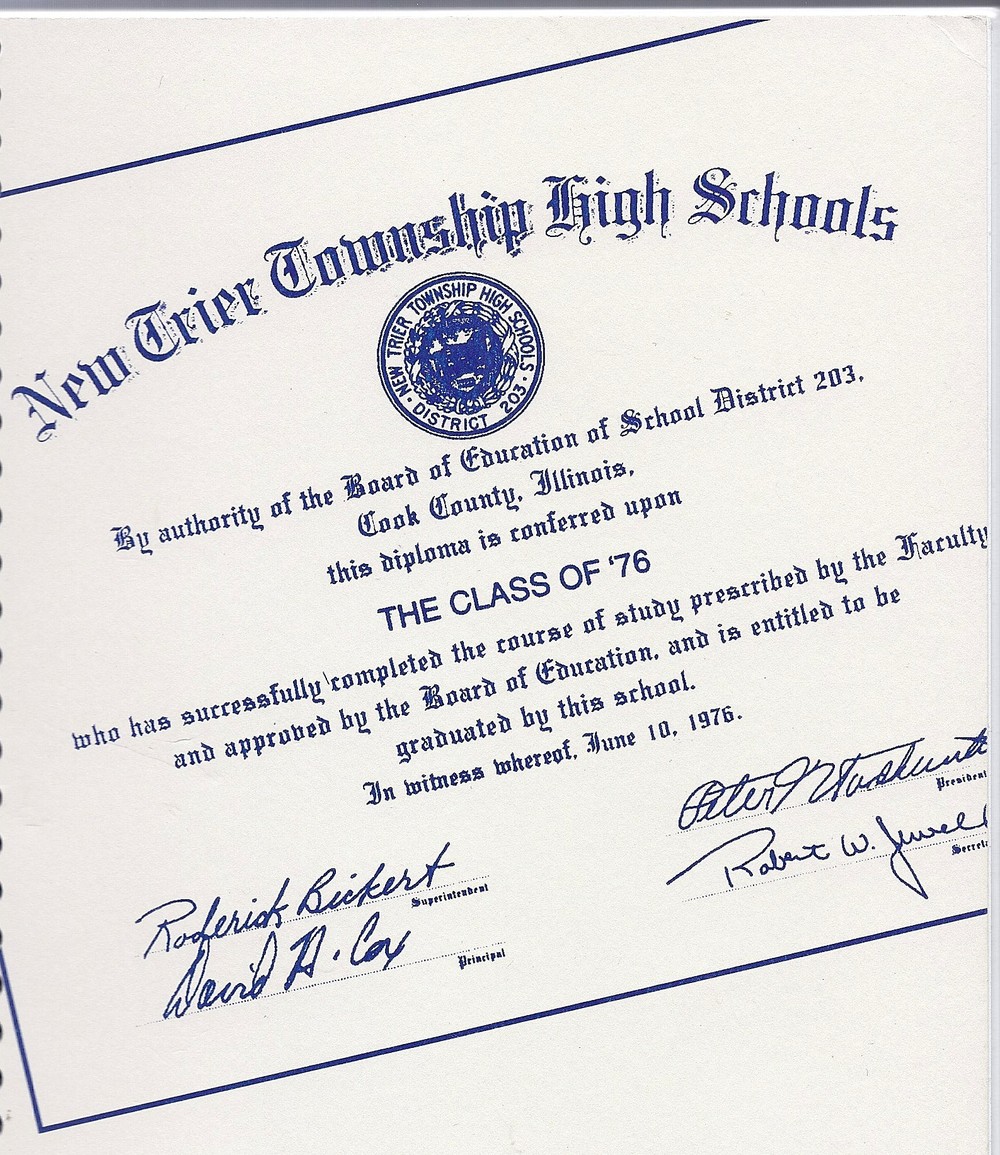 New Trier Township High Schools
NEW TRIER TOWNSHIP HIGH SCHOOLS · DISTRICT 203 ·
By authority of the Board of Education of School District 203,
Cook County, Illinois,
this diploma is conferred upon
THE CLASS OF '76
who has successfully completed the course of study prescribed by the Faculty
and approved by the Board of Education, and is entitled to be
graduated by this school.
In witness whereof, June 10, 1976.
Peter
President
Robert W. Jewel
Secret
Roderick Bickert
Superintendent
David H. Cox
Principal